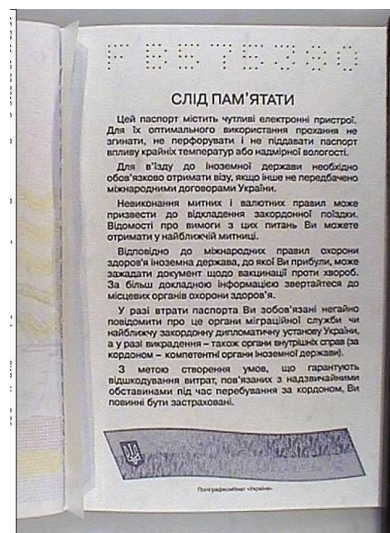 FB575380
СЛІД ПАМ'ЯТАТИ
Цей паспорт містить чутливі електронні пристрої.
Для їх оптимального використання прохання не
згинати, не перфорувати і не піддавати паспорт
впливу крайніх температур або надмірної вологості.
Для в'їзду до іноземної держави необхідно
обов'язково отримати візу, якщо інше не передбачено
міжнародними договорами України.
Невиконання митних і валютних правил може
призвести до відкладення закордонної поїздки.
Відомості про вимоги з цих питань Ви можете
отримати у найближчій митниці.
Відповідно до міжнародних правил охорони
здоров'я іноземна держава, до якої Ви прибули, може
зажадати документ щодо вакцинації проти хвороб.
За більш докладною інформацією звертайтеся до
місцевих органів охорони здоров'я.
У разі втрати паспорта Ви зобов'язані негайно
повідомити про це органи міграційної служби чи
найближчу закордонну дипломатичну установу України,
а у разі викрадення – також органи внутрішніх справ (за
кордоном – компетентні органи іноземної держави).
З метою створення умов, що гарантують
відшкодування витрат, пов'язаних з надзвичайними
обставинами під час перебування за кордоном, Ви
повинні бути застраховані.
Поліграфкомбінат «Україна»